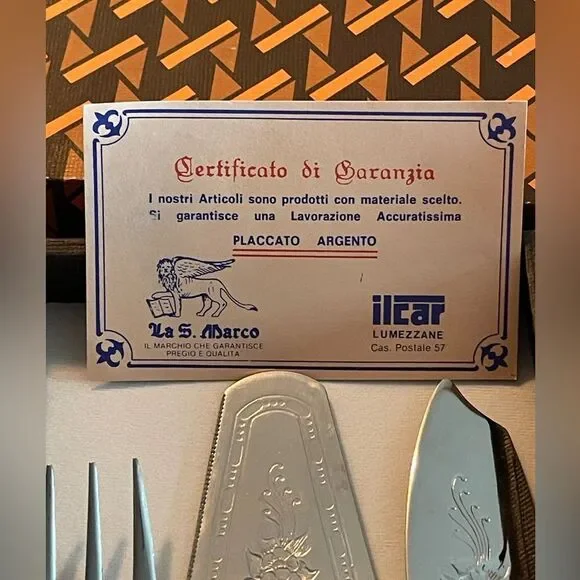 Certificato di Garanzia
I nostri Articoli sono prodotti con materiale scelto.
Si garantisce una Lavorazione Accuratissima
PLACCATO ARGENTO
La S. Marco
IL MARCHIO CHE GARANTISCE
PREGIO E QUALITA'
ilcar
LUMEZZANE
Cas. Postale 57